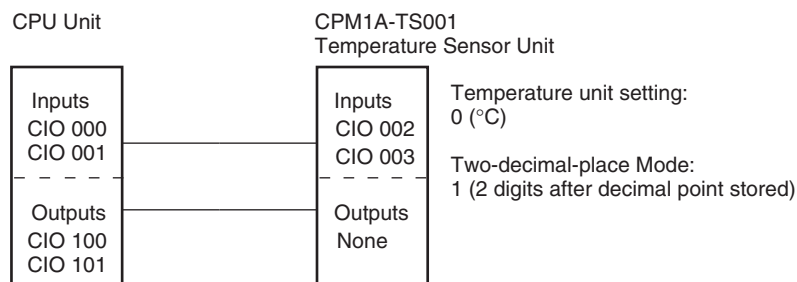 CPU Unit
CPM1A-TS001
Temperature Sensor Unit
Inputs
CIO 000
CIO 001
Outputs
CIO 100
CIO 101
Inputs
CIO 002
CIO 003
Outputs
None
Temperature unit setting:
0 (°C)
Two-decimal-place Mode:
1 (2 digits after decimal point stored)